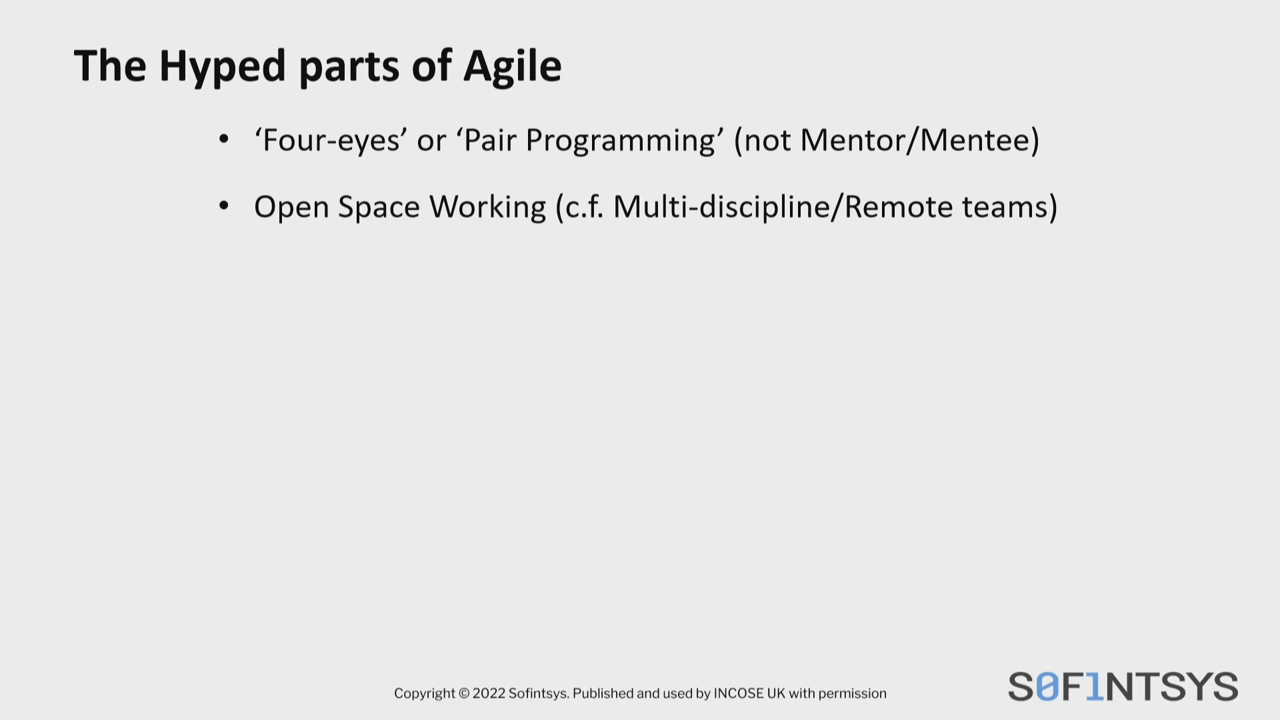 The Hyped parts of Agile
• ‘Four-eyes’ or ‘Pair Programming’ (not Mentor/Mentee)
• Open Space Working (c.f. Multi-discipline/Remote teams)
Copyright © 2022 Sofintsys. Published and used by INCOSE UK with permission
S0F1NTSYS